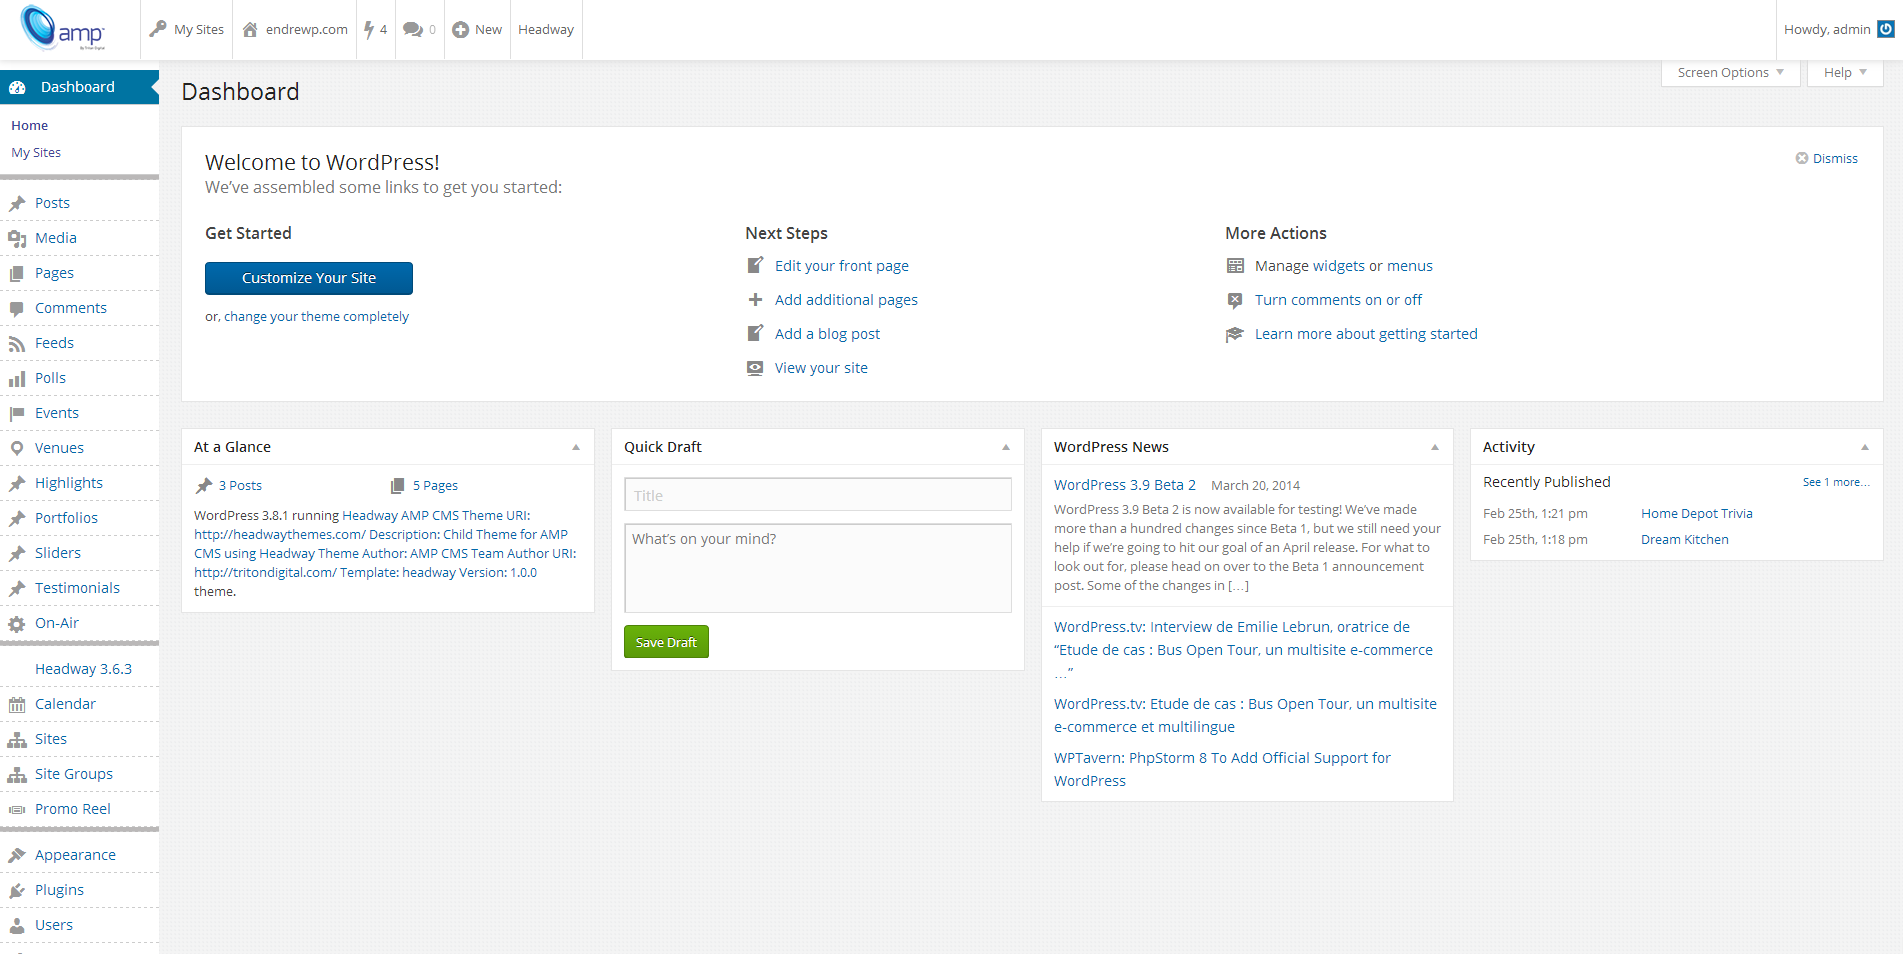 amp
By Triton Digital
My Sites
endrewp.com
4
0
New
Headway
Howdy, admin
Dashboard
Home
My Sites
Posts
Media
Pages
Comments
Feeds
Polls
Events
Venues
Highlights
Portfolios
Sliders
Testimonials
On-Air
Headway 3.6.3
Calendar
Sites
Site Groups
Promo Reel
Appearance
Plugins
Users
Screen Options
Help
Dashboard
Welcome to WordPress!
We’ve assembled some links to get you started:
Dismiss
Get Started
Customize Your Site
or, change your theme completely
Next Steps
Edit your front page
Add additional pages
Add a blog post
View your site
More Actions
Manage widgets or menus
Turn comments on or off
Learn more about getting started
At a Glance
3 Posts
5 Pages
WordPress 3.8.1 running Headway AMP CMS Theme URI:
http://headwaythemes.com/ Description: Child Theme for AMP
CMS using Headway Theme Author: AMP CMS Team Author URI:
http://tritondigital.com/ Template: headway Version: 1.0.0
theme.
Quick Draft
Title
What’s on your mind?
Save Draft
WordPress News
WordPress 3.9 Beta 2 March 20, 2014
WordPress 3.9 Beta 2 is now available for testing! We’ve made
more than a hundred changes since Beta 1, but we still need your
help if we’re going to hit our goal of an April release. For what to
look out for, please head on over to the Beta 1 announcement
post. Some of the changes in […]
WordPress.tv: Interview de Emilie Lebrun, oratrice de
“Etude de cas : Bus Open Tour, un multisite e-commerce
…”
WordPress.tv: Etude de cas : Bus Open Tour, un multisite
e-commerce et multilingue
WPTavern: PhpStorm 8 To Add Official Support for
WordPress
Activity
Recently Published
See 1 more…
Feb 25th, 1:21 pm Home Depot Trivia
Feb 25th, 1:18 pm Dream Kitchen